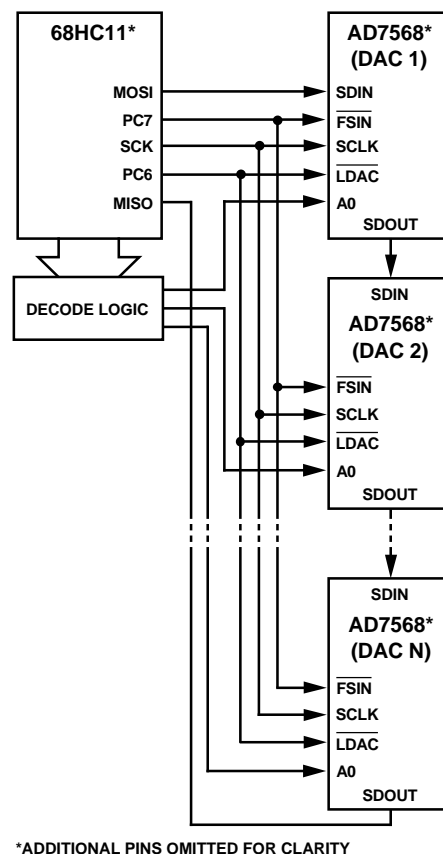 68HC11*
MOSI
PC7
SCK
PC6
MISO
DECODE LOGIC
AD7568*
(DAC 1)
SDIN
FSIN
SCLK
LDAC
A0
SDOUT
SDIN
AD7568*
(DAC 2)
FSIN
SCLK
LDAC
A0
SDOUT
SDIN
AD7568*
(DAC N)
FSIN
SCLK
LDAC
A0
SDOUT
*ADDITIONAL PINS OMITTED FOR CLARITY